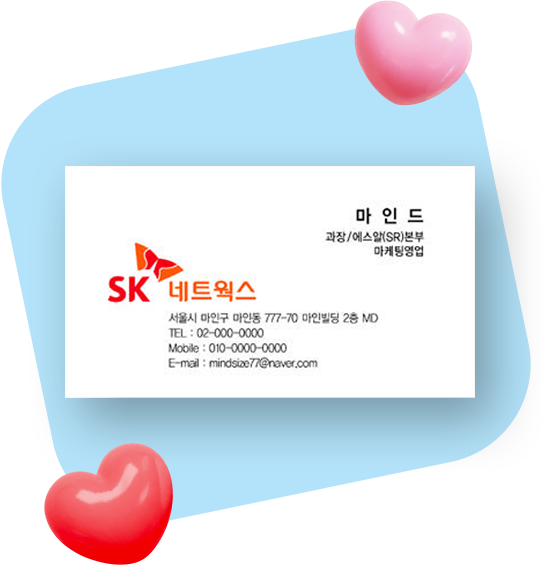 마 인 드
과장/에스알(SR)본부
마케팅영업
SK 네트웍스
서울시 마인구 마인동 777-70 마인빌딩 2층 MD
TEL : 02-000-0000
Mobile : 010-0000-0000
E-mail : mindsize77@naver.com